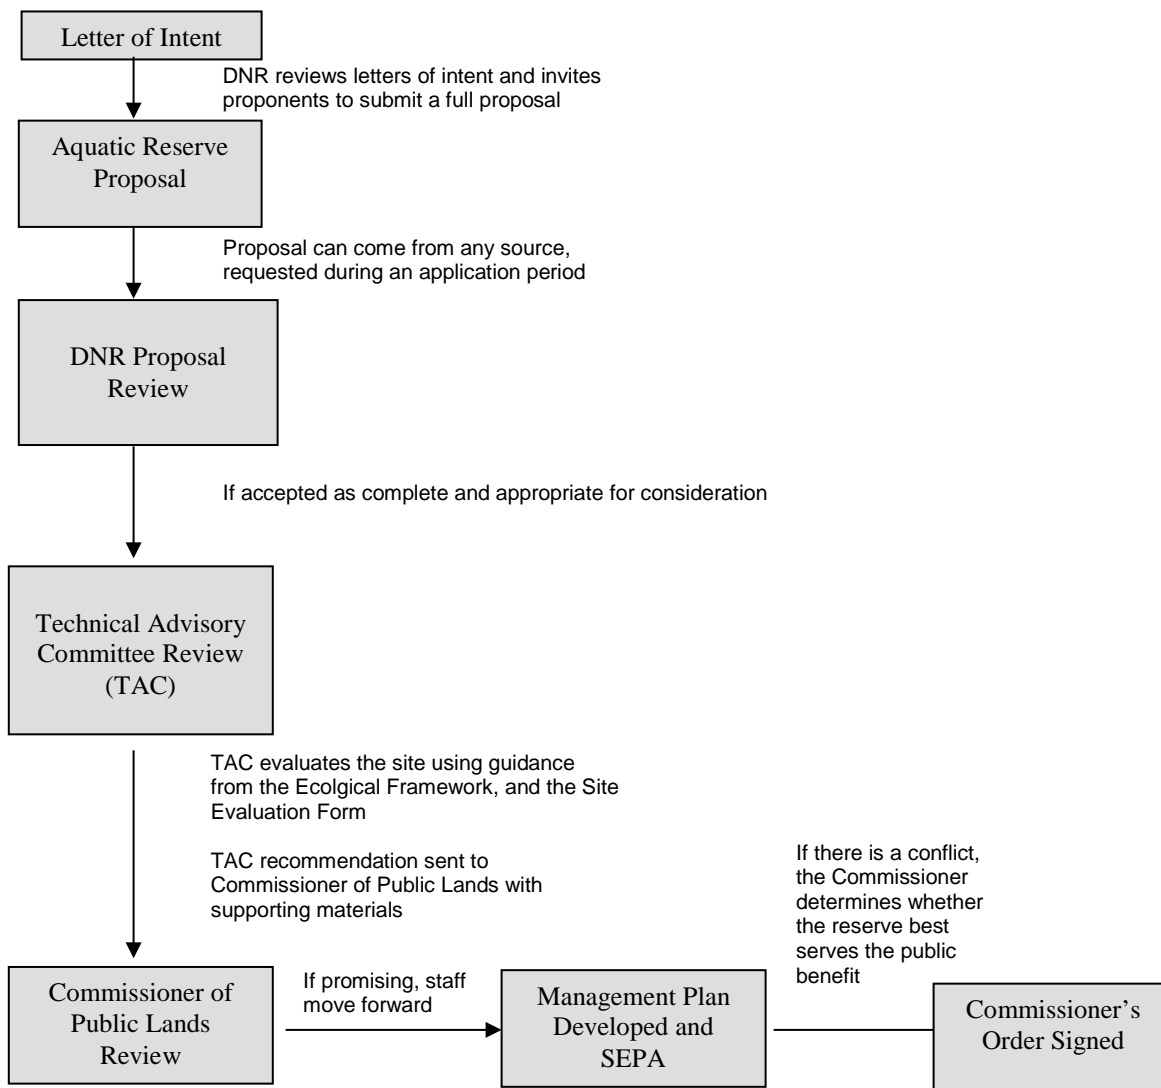 Letter of Intent
DNR reviews letters of intent and invites
proponents to submit a full proposal
Aquatic Reserve
Proposal
Proposal can come from any source,
requested during an application period
DNR Proposal
Review
If accepted as complete and appropriate for consideration
Technical Advisory
Committee Review
(TAC)
TAC evaluates the site using guidance
from the Ecolgical Framework, and the Site
Evaluation Form
TAC recommendation sent to
Commissioner of Public Lands with
supporting materials
Commissioner of
Public Lands
Review
If promising, staff
move forward
Management Plan
Developed and
SEPA
If there is a conflict,
the Commissioner
determines whether
the reserve best
serves the public
benefit
Commissioner’s
Order Signed